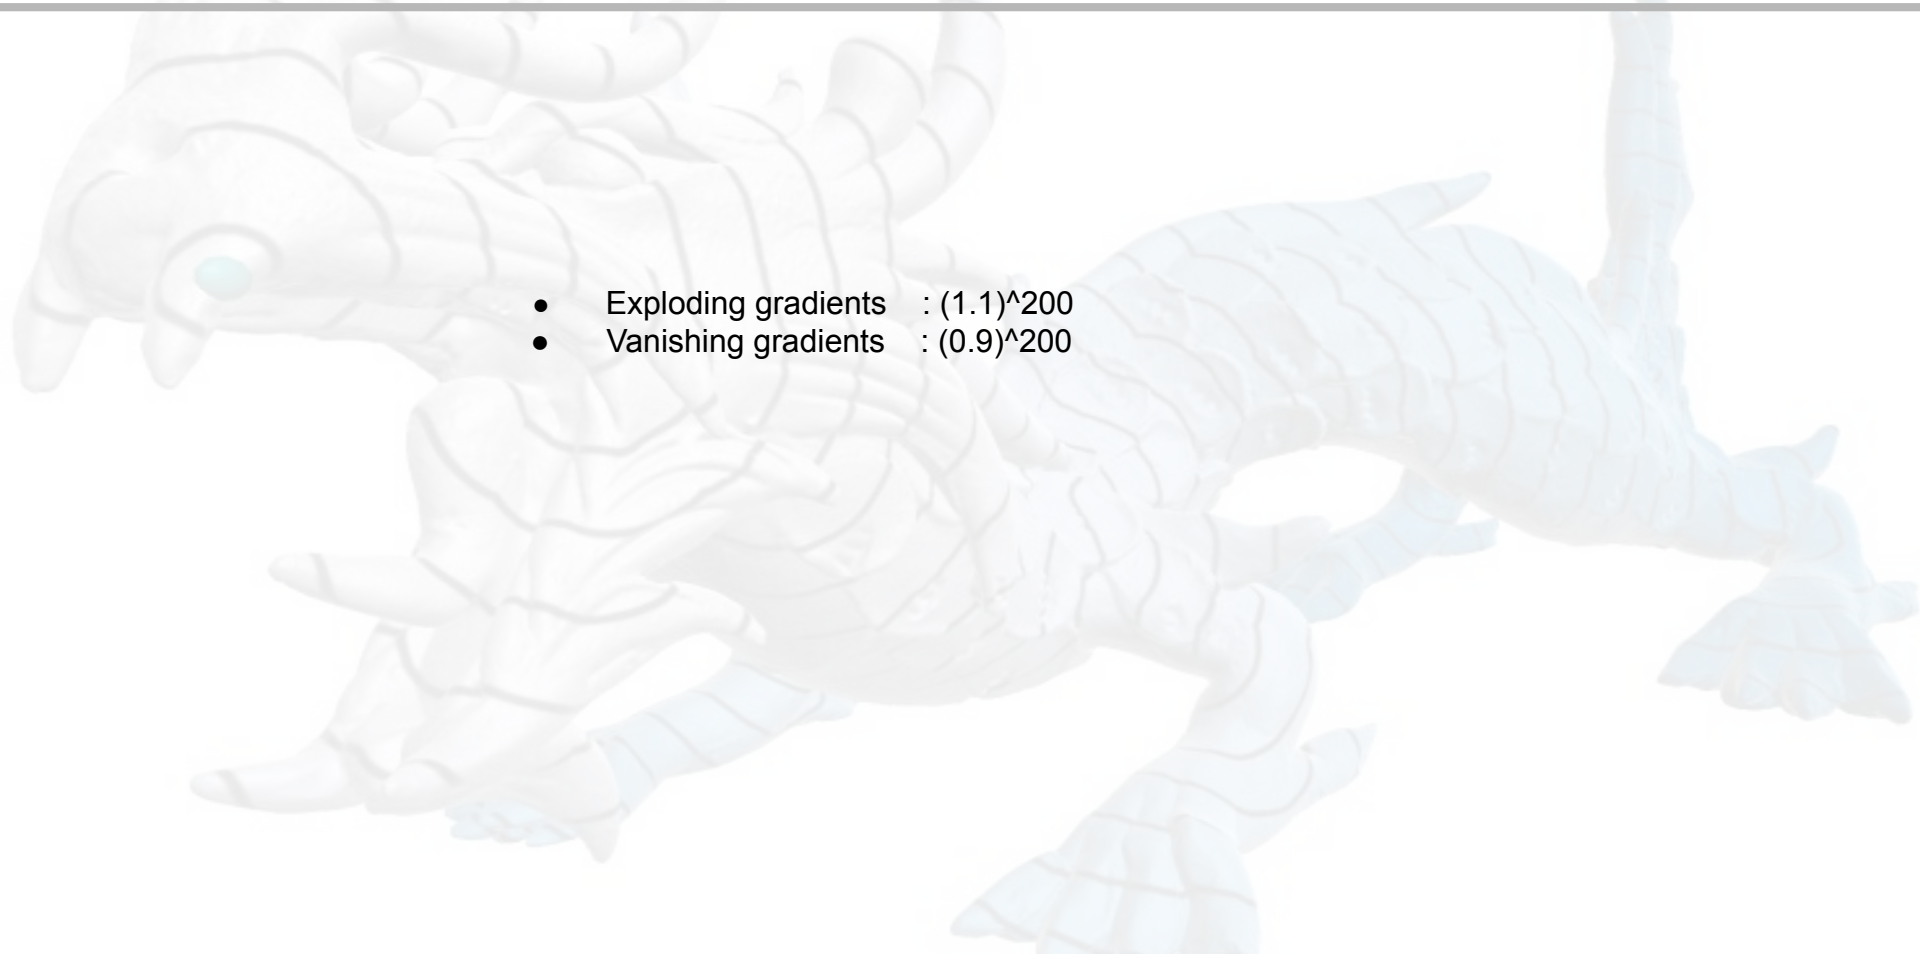 ● Exploding gradients : (1.1)^200
● Vanishing gradients : (0.9)^200